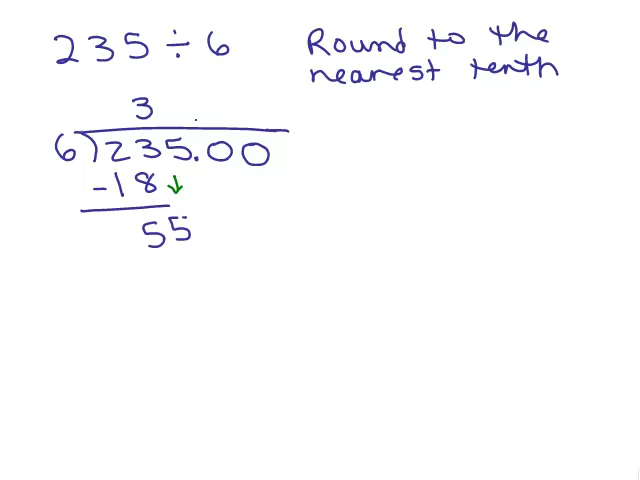 235 ÷ 6
Round to the
nearest tenth
3 .
6)235.00
-18↓
55